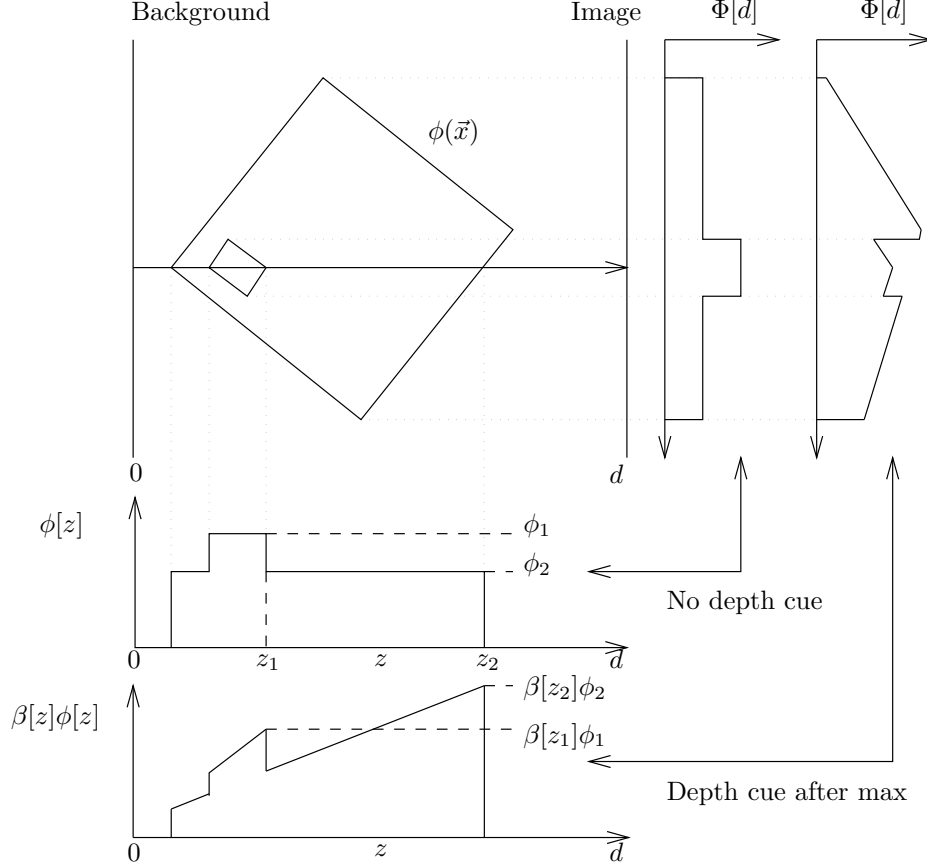 Background Image Φ[d] Φ[d]
φ(x⃗)
0 d
φ[z] φ₁
φ₂
No depth cue
0 z₁ z z₂ d
β[z₂]φ₂
β[z]φ[z]
β[z₁]φ₁
Depth cue after max
0 z d